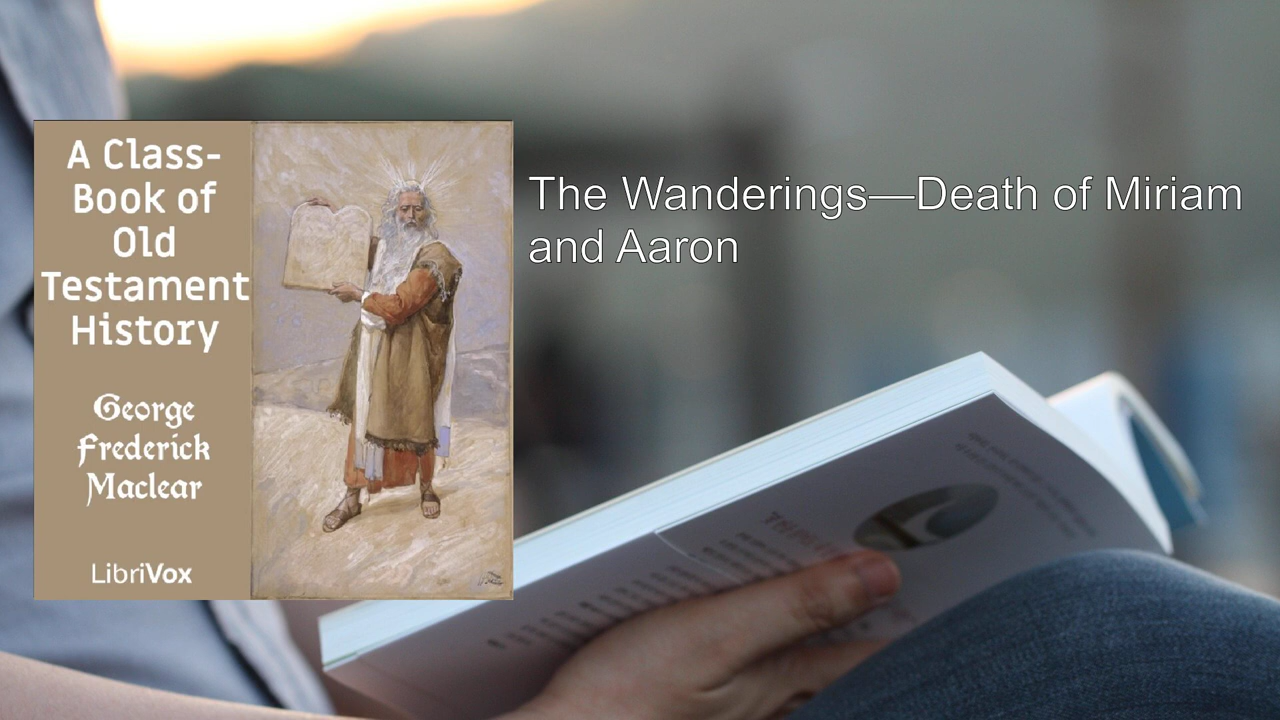 A Class-
Book of
Old
Testament
History
George
Frederick
Maclear
LibriVox
The Wanderings—Death of Miriam
and Aaron